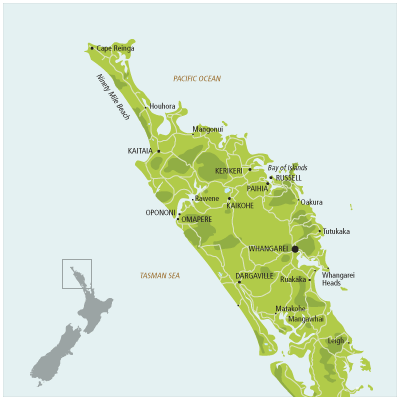 Cape Reinga
PACIFIC OCEAN
Ninety Mile Beach
Houhora
Mangonui
KAITAIA
Bay of Islands
KERIKERI
RUSSELL
PAIHIA
Rawene
KAIKOHE
Oakura
OPONONI
OMAPERE
Tutukaka
WHANGAREI
TASMAN SEA
DARGAVILLE
Ruakaka
Whangarei
Heads
Matakohe
Mangawhai
Leigh